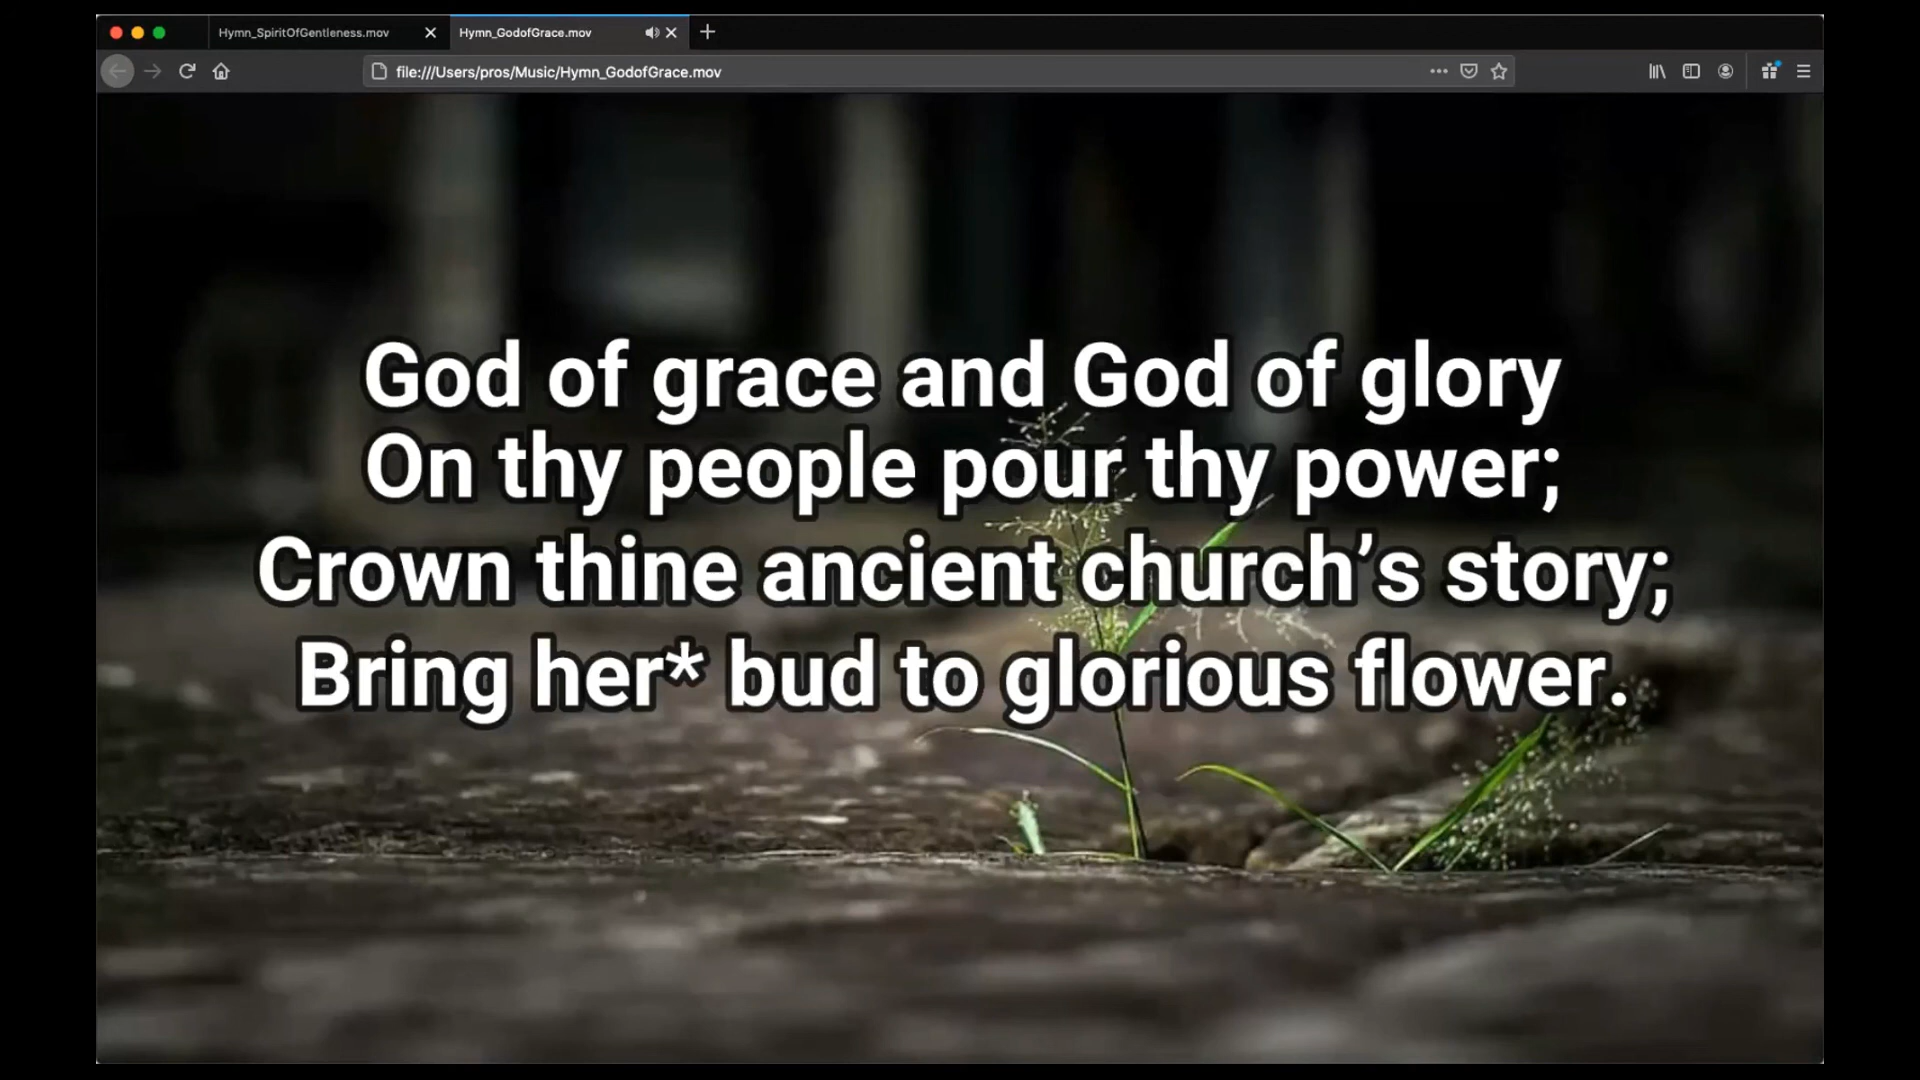 Hymn_SpiritOfGentleness.mov
Hymn_GodofGrace.mov
file:///Users/pros/Music/Hymn_GodofGrace.mov
God of grace and God of glory
On thy people pour thy power;
Crown thine ancient church’s story;
Bring her* bud to glorious flower.